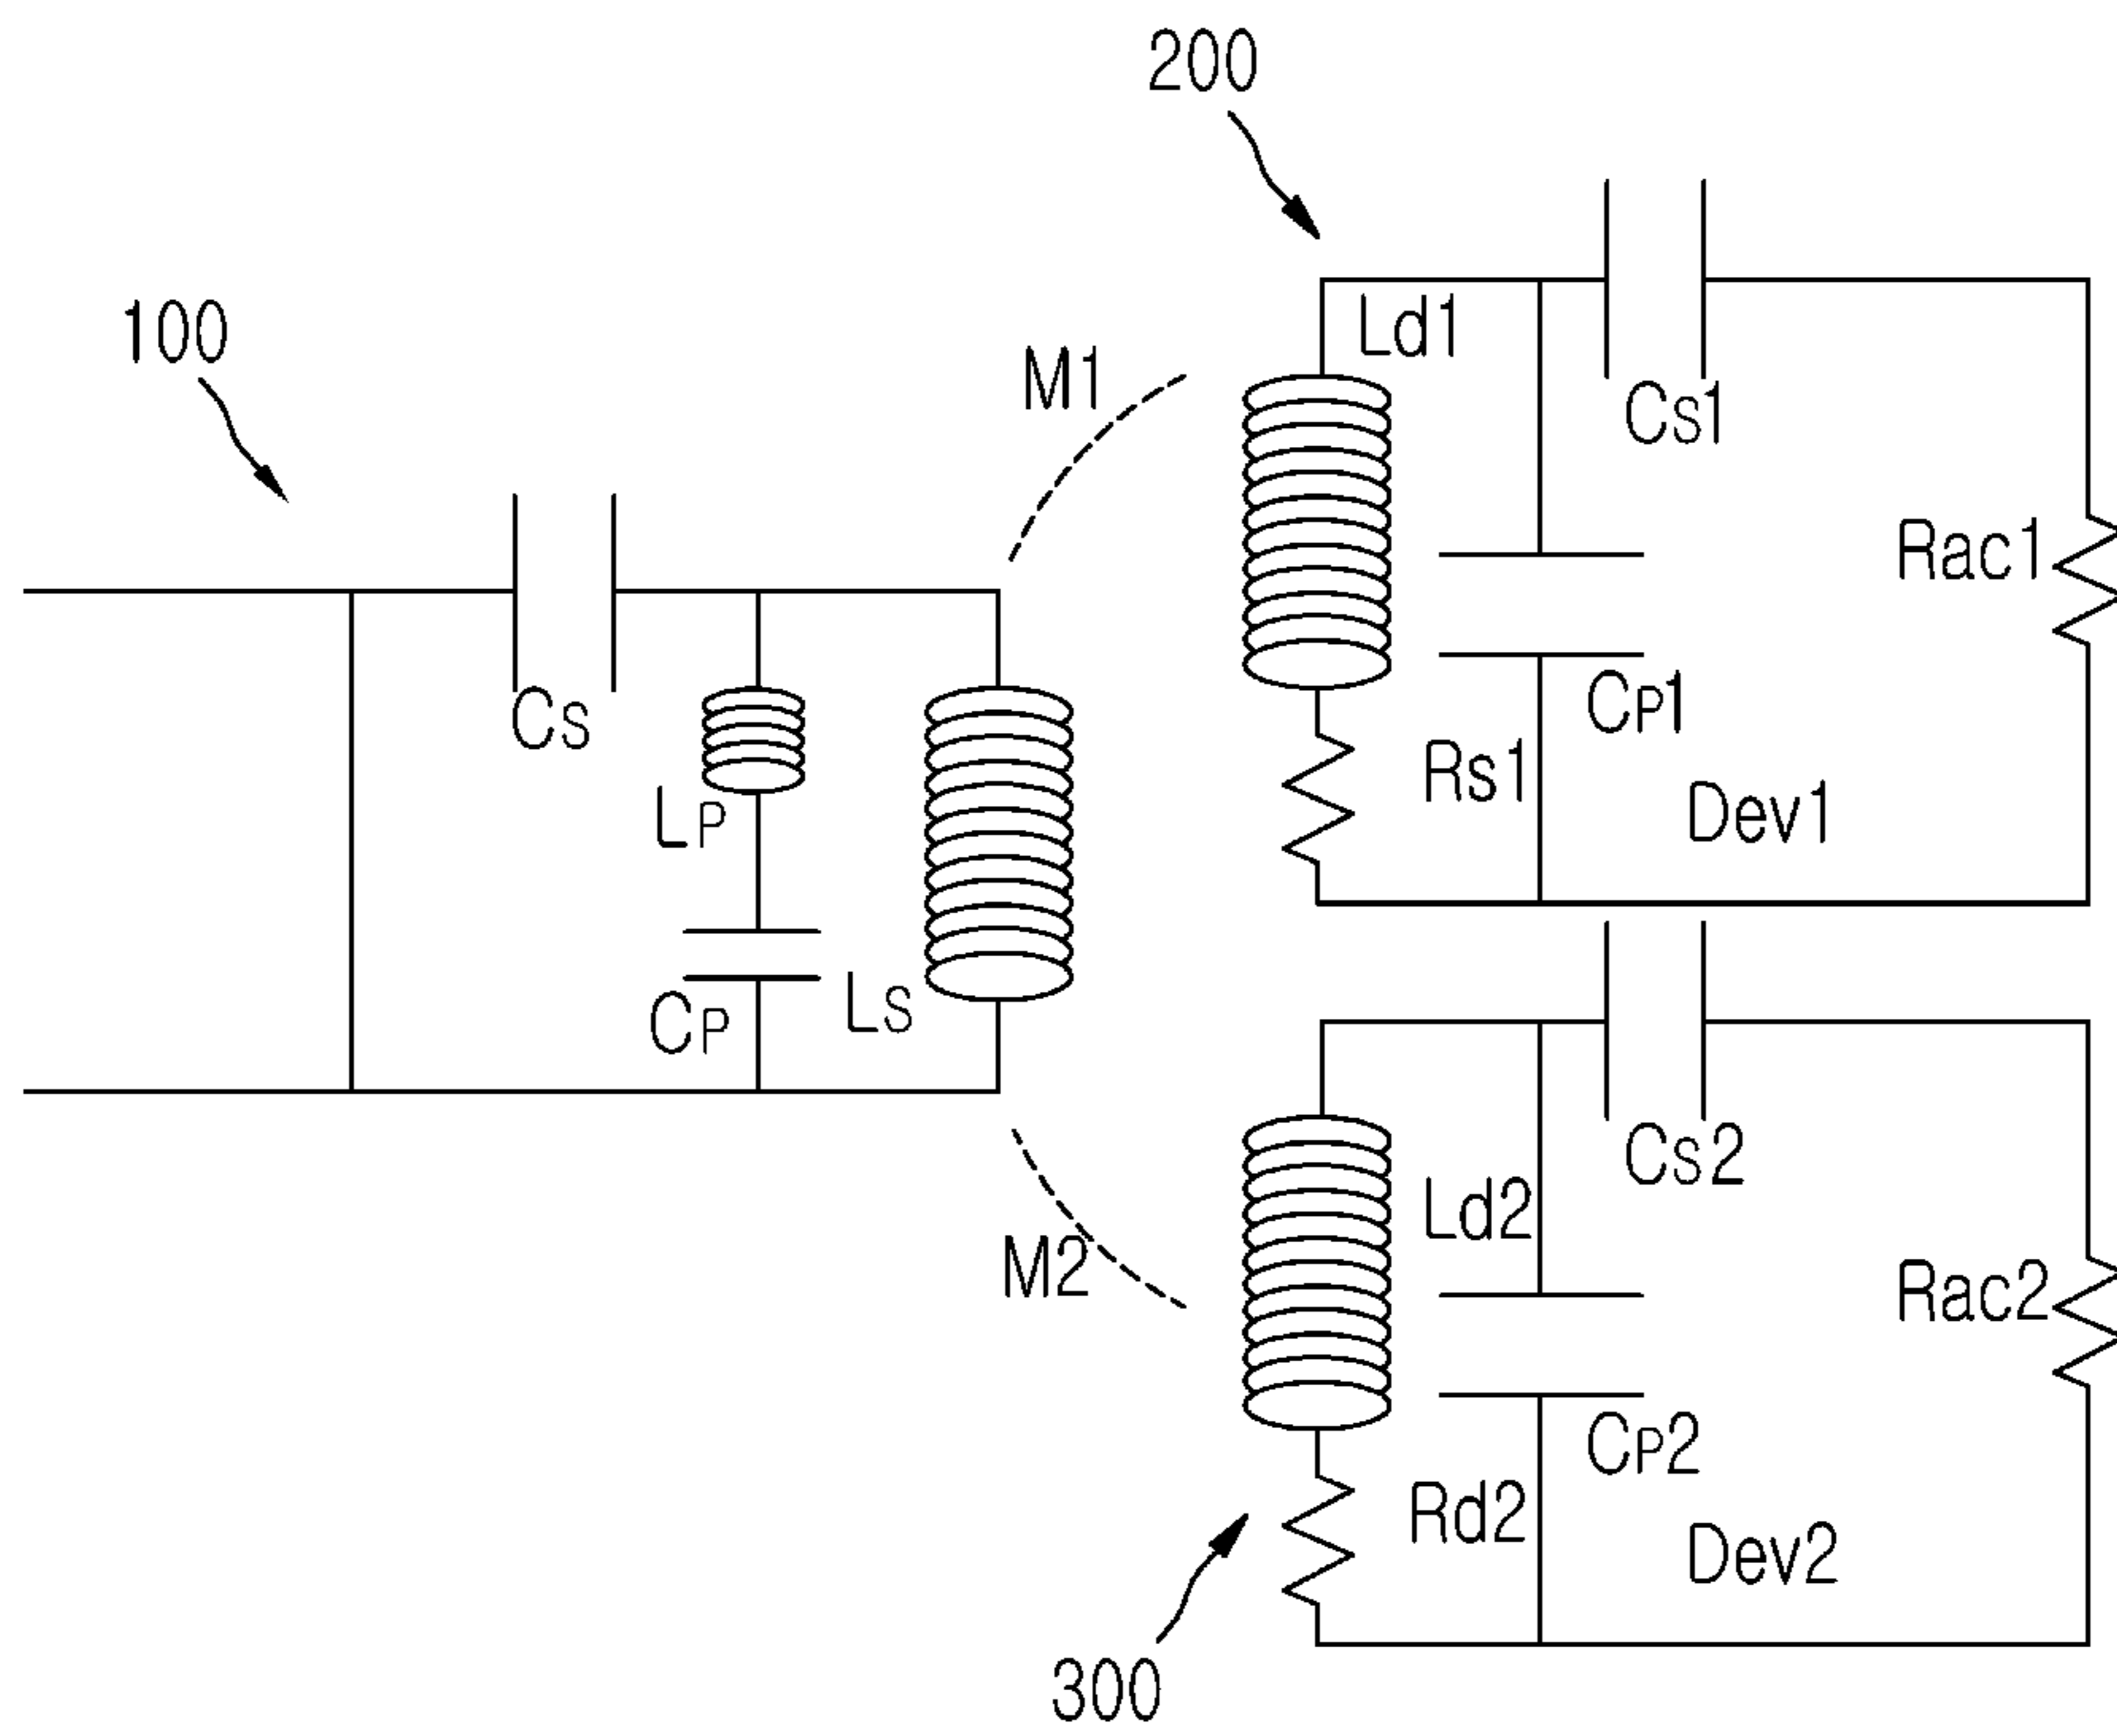 200
100
M1
Ld1
CS1
Rac1
CS
CP1
LP
Rs1
Dev1
CP
LS
M2
Ld2
CS2
Rac2
CP2
Rd2
Dev2
300